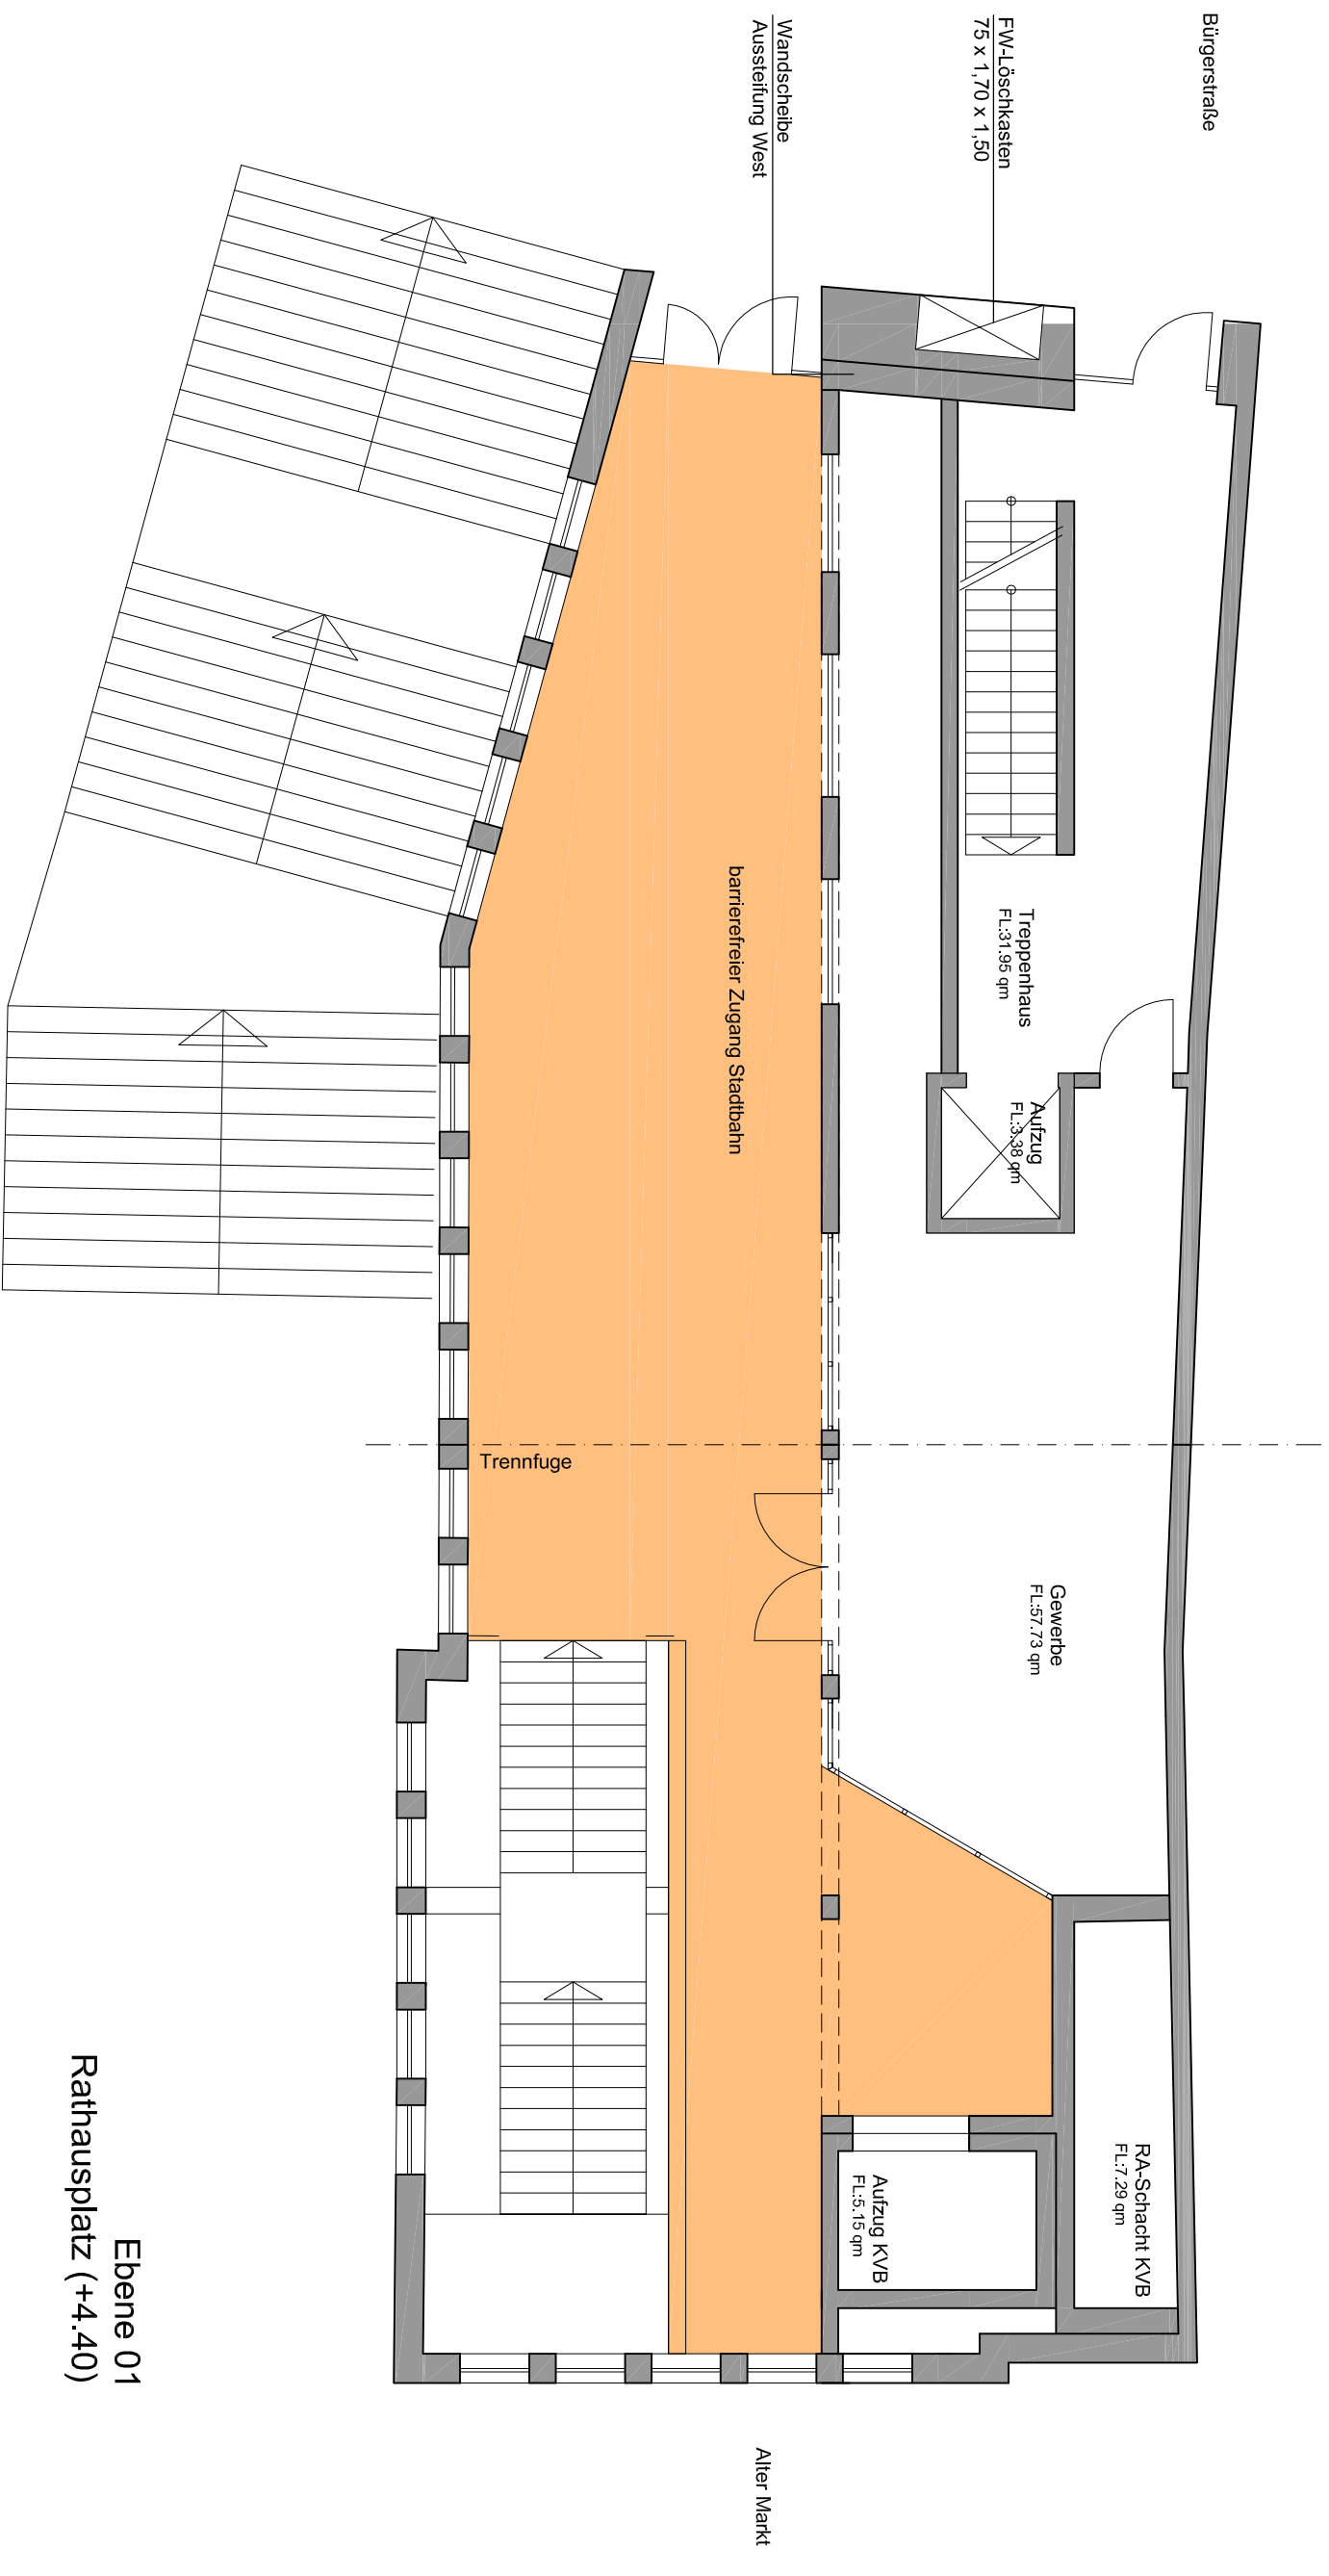 Bürgerstraße
FW-Löschkasten
75 x 1,70 x 1,50
Wandscheibe
Aussteifung West
Treppenhaus
FL:31.95 qm
Aufzug
FL:3.38 qm
barrierefreier Zugang Stadtbahn
Trennfuge
Gewerbe
FL:57.73 qm
RA-Schacht KVB
FL:7.29 qm
Aufzug KVB
FL:5.15 qm
Alter Markt
Ebene 01
Rathausplatz (+4.40)